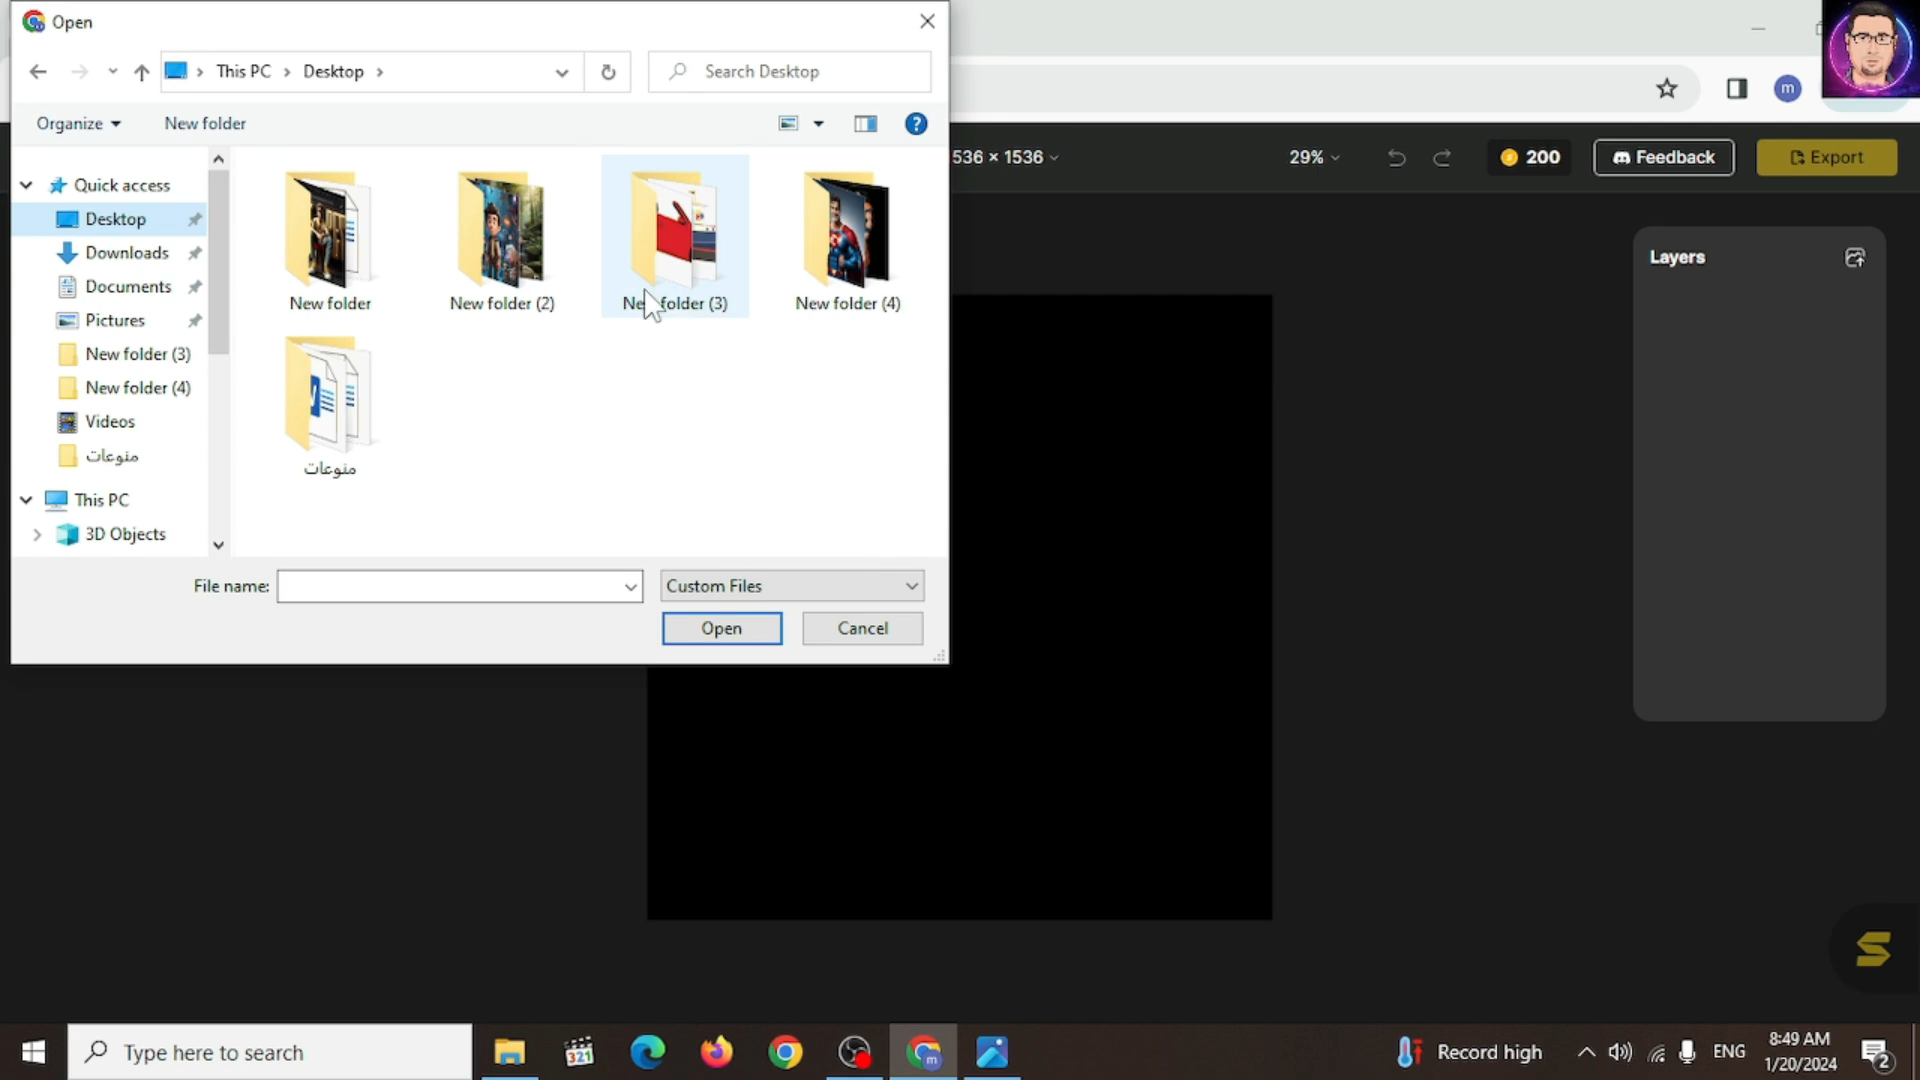 Open
This PC
Desktop
Search Desktop
Organize
New folder
?
Quick access
Desktop
Downloads
Documents
Pictures
New folder (3)
New folder (4)
Videos
منوعات
This PC
3D Objects
New folder
New folder (2)
New folder (3)
New folder (4)
منوعات
File name:
Custom Files
Open
Cancel
m
536 × 1536
29%
200
Feedback
Export
Layers
Type here to search
321
m
Record high
ENG
8:49 AM
1/20/2024
2